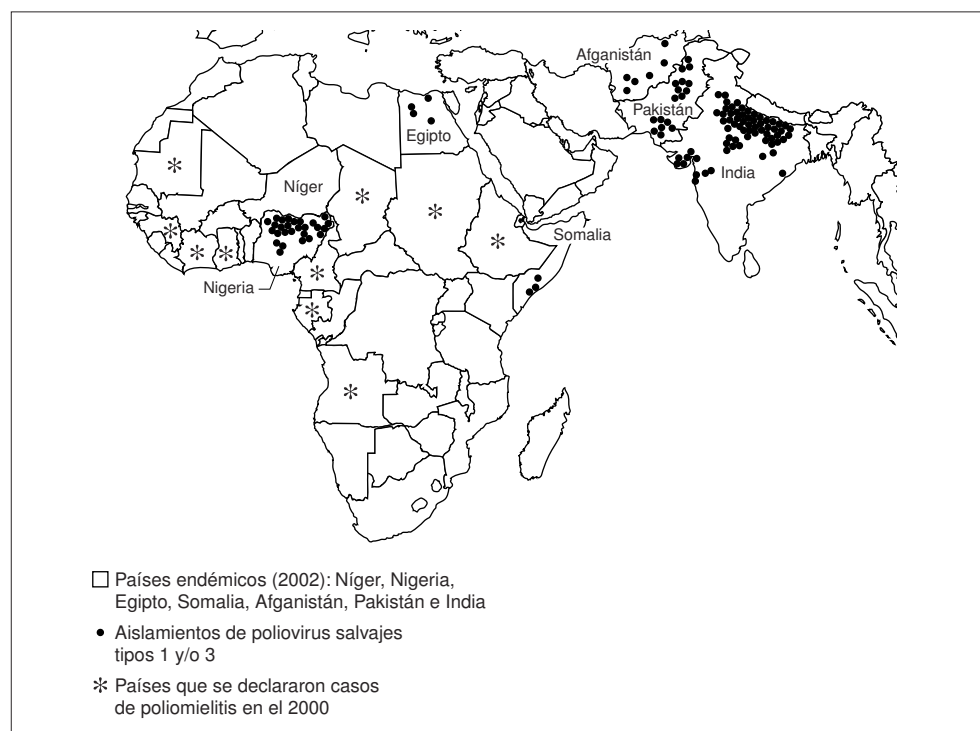 Afganistán
Pakistán
Egipto
India
Níger
Somalia
Nigeria
Países endémicos (2002): Níger, Nigeria,
Egipto, Somalia, Afganistán, Pakistán e India
Aislamientos de poliovirus salvajes
tipos 1 y/o 3
Países que se declararon casos
de poliomielitis en el 2000